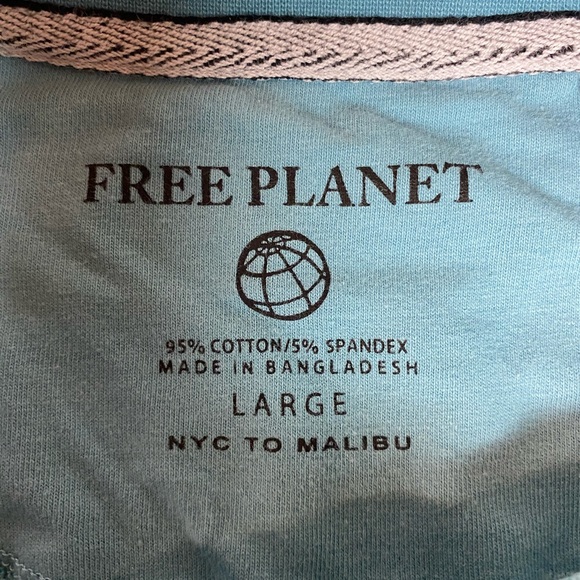 FREE PLANET
95% COTTON/5% SPANDEX
MADE IN BANGLADESH
LARGE
NYC TO MALIBU